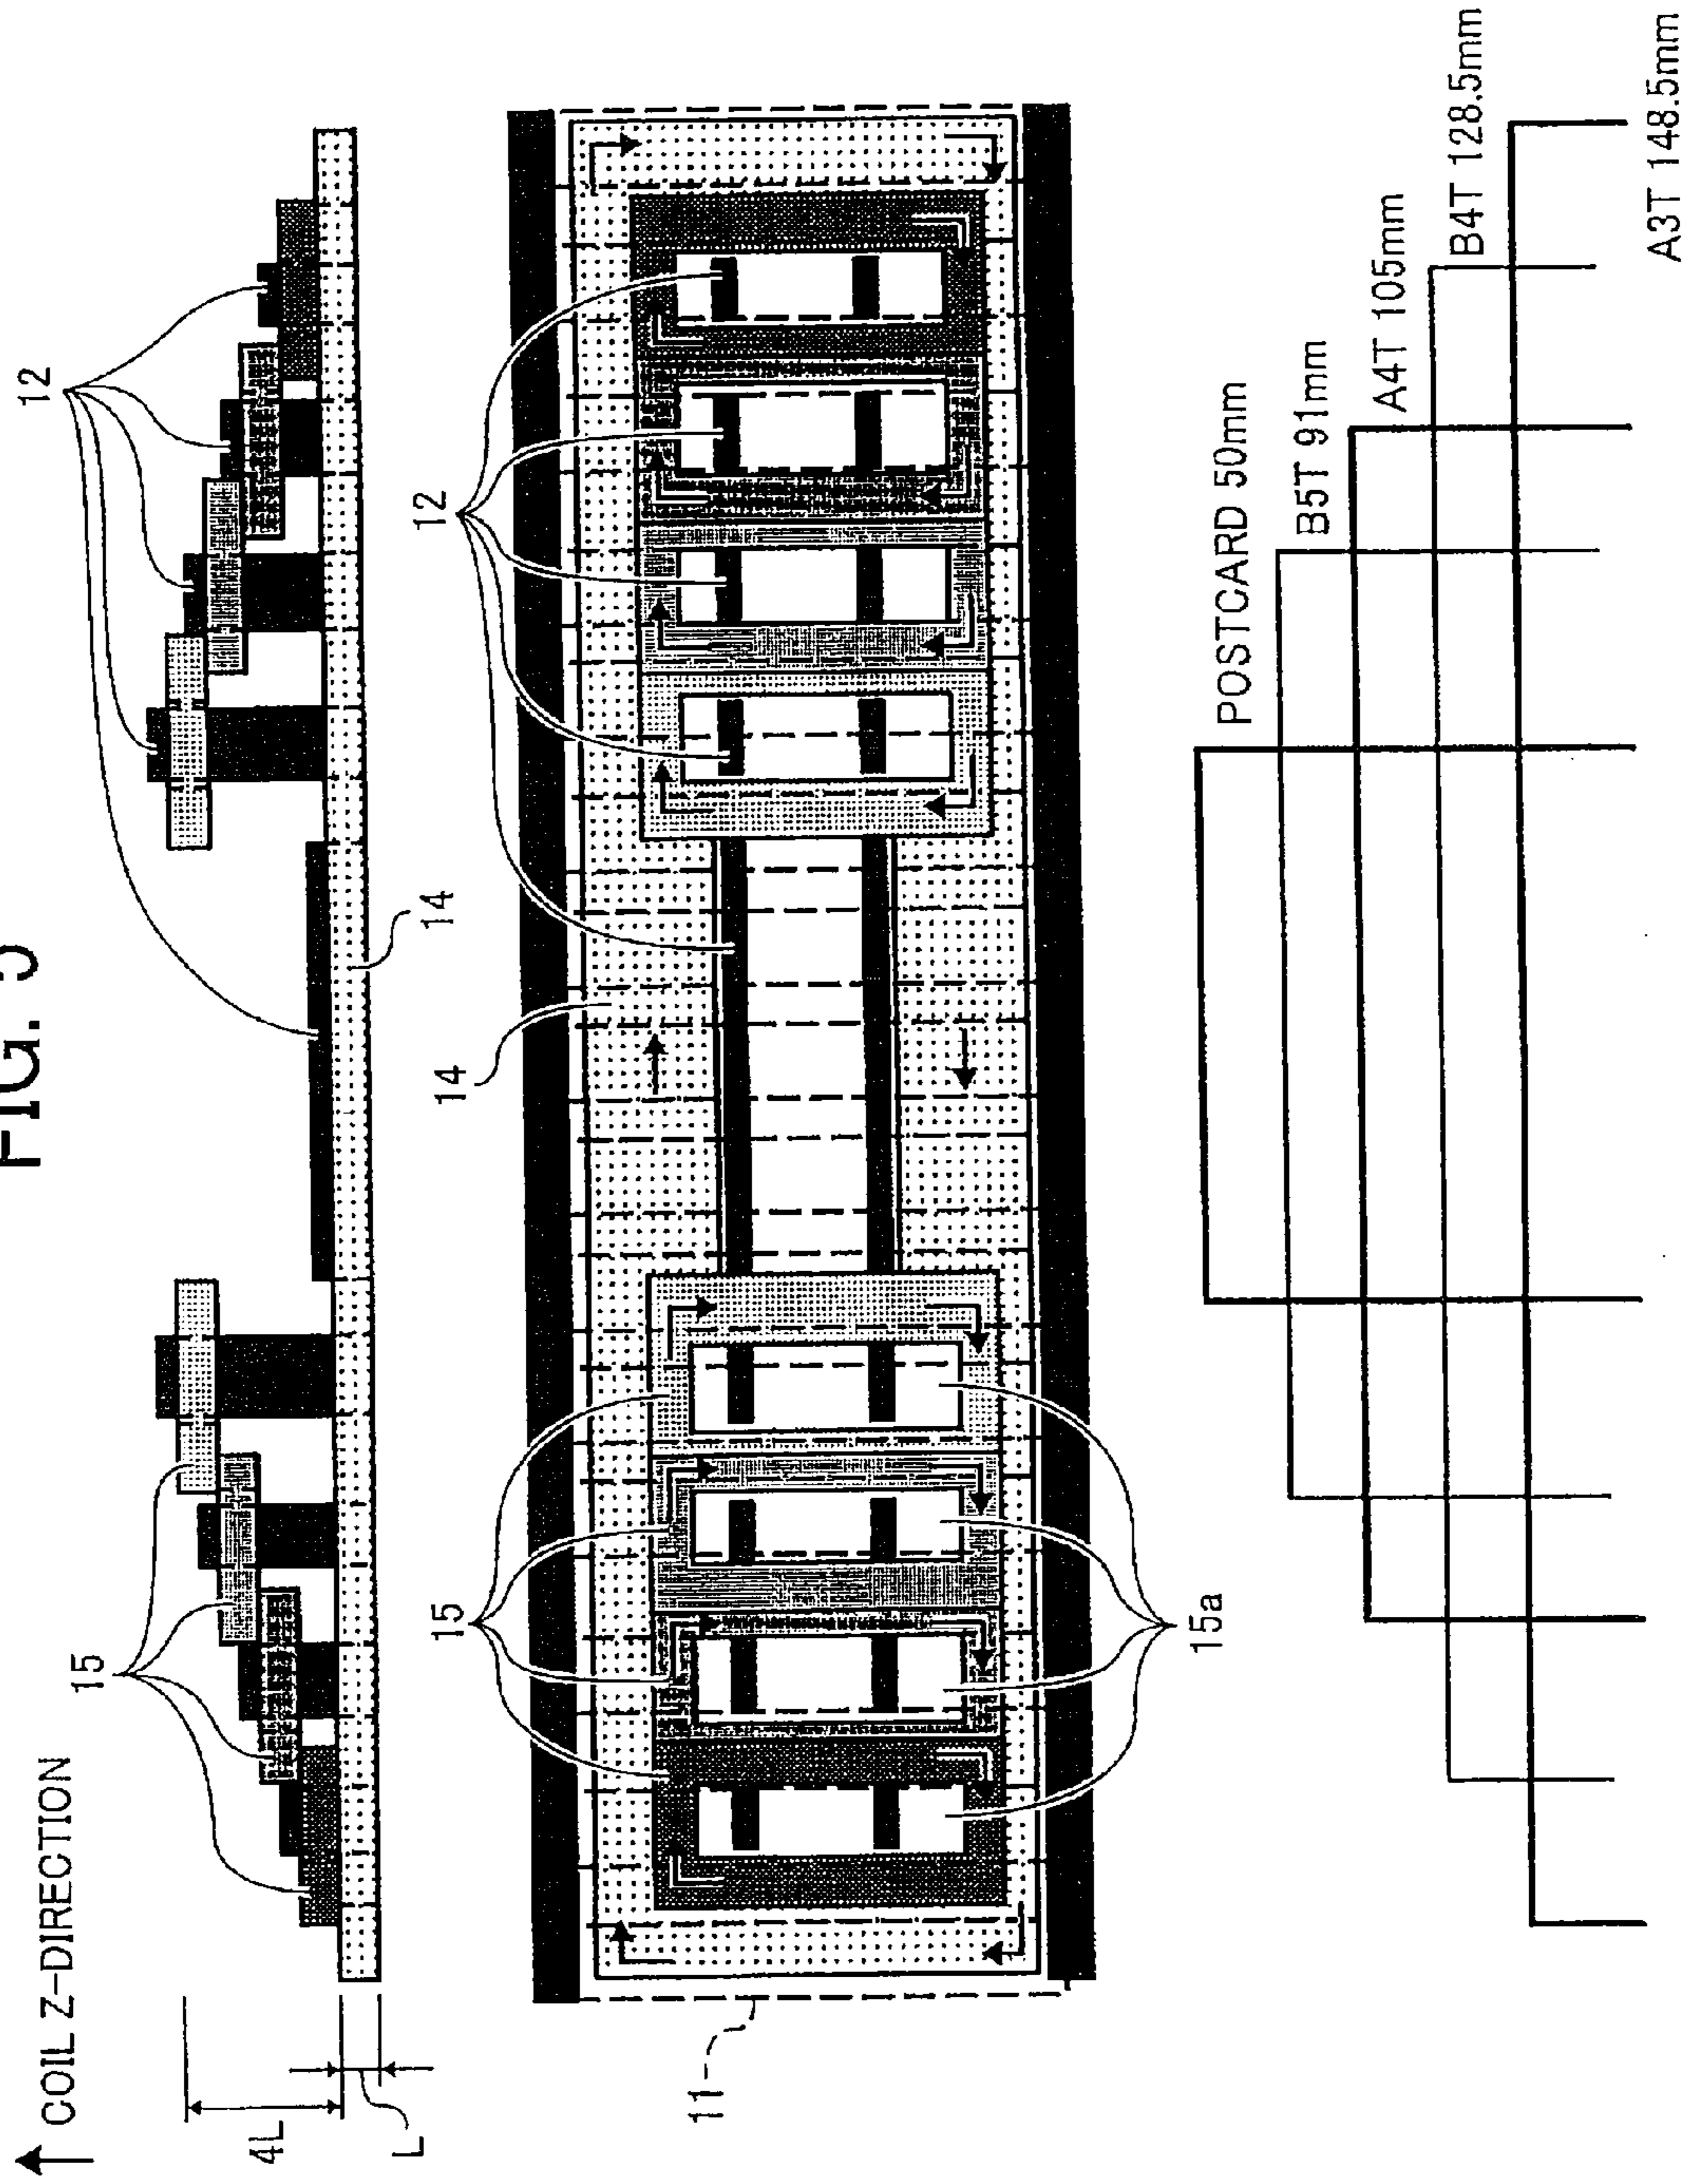 FIG.
COIL Z-DIRECTION
12
15
4L
L
14
14
12
15
11
15a
POSTCARD 50mm
B5T 91mm
A4T 105mm
B4T 128.5mm
A3T 148.5mm